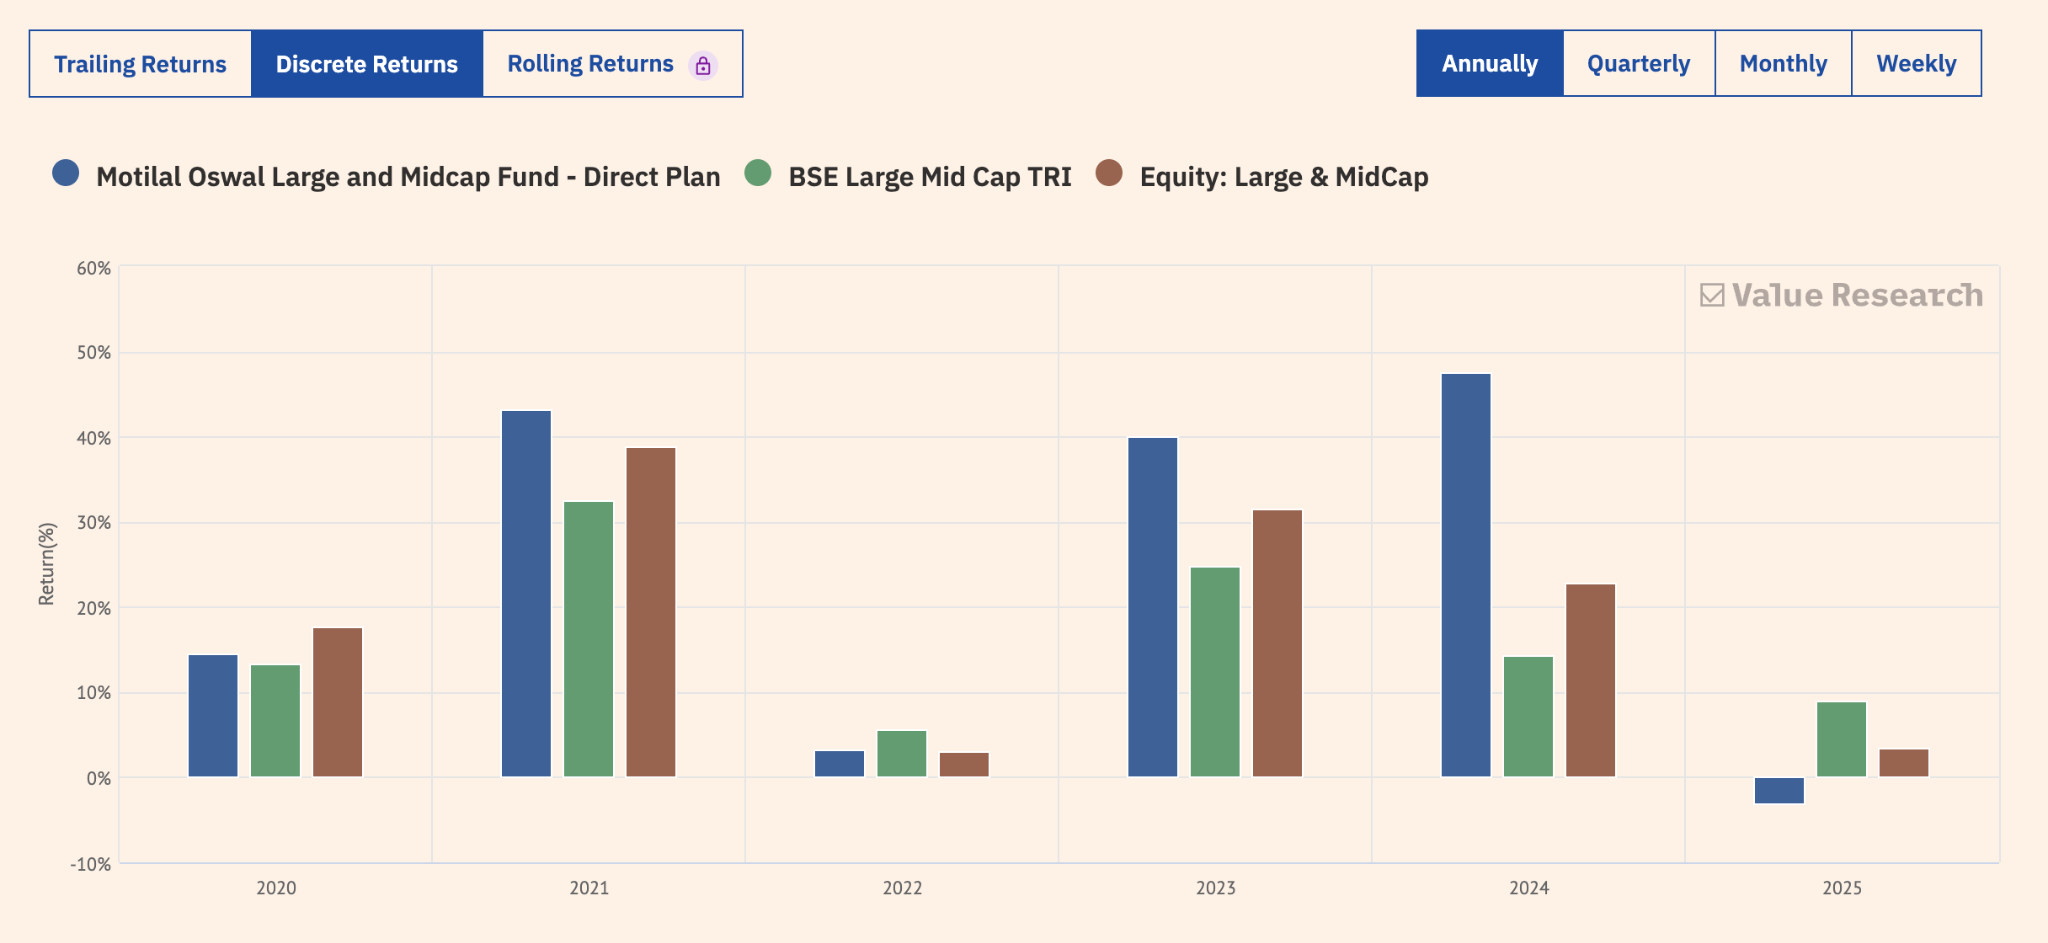 Trailing Returns Discrete Returns Rolling Returns Annually Quarterly Monthly Weekly
Motilal Oswal Large and Midcap Fund - Direct Plan BSE Large Mid Cap TRI Equity: Large & MidCap
Value Research
Return(%)
60%
50%
40%
30%
20%
10%
0%
-10%
2020 2021 2022 2023 2024 2025